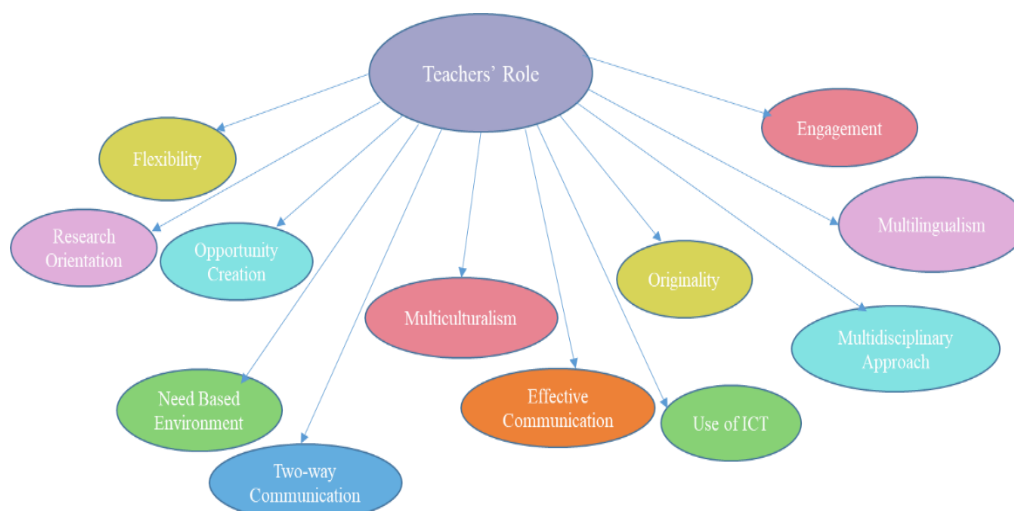 Teachers' Role
Engagement
Flexibility
Multilingualism
Research
Orientation
Opportunity
Creation
Originality
Multiculturalism
Multidisciplinary
Approach
Need Based
Environment
Effective
Communication
Use of ICT
Two-way
Communication